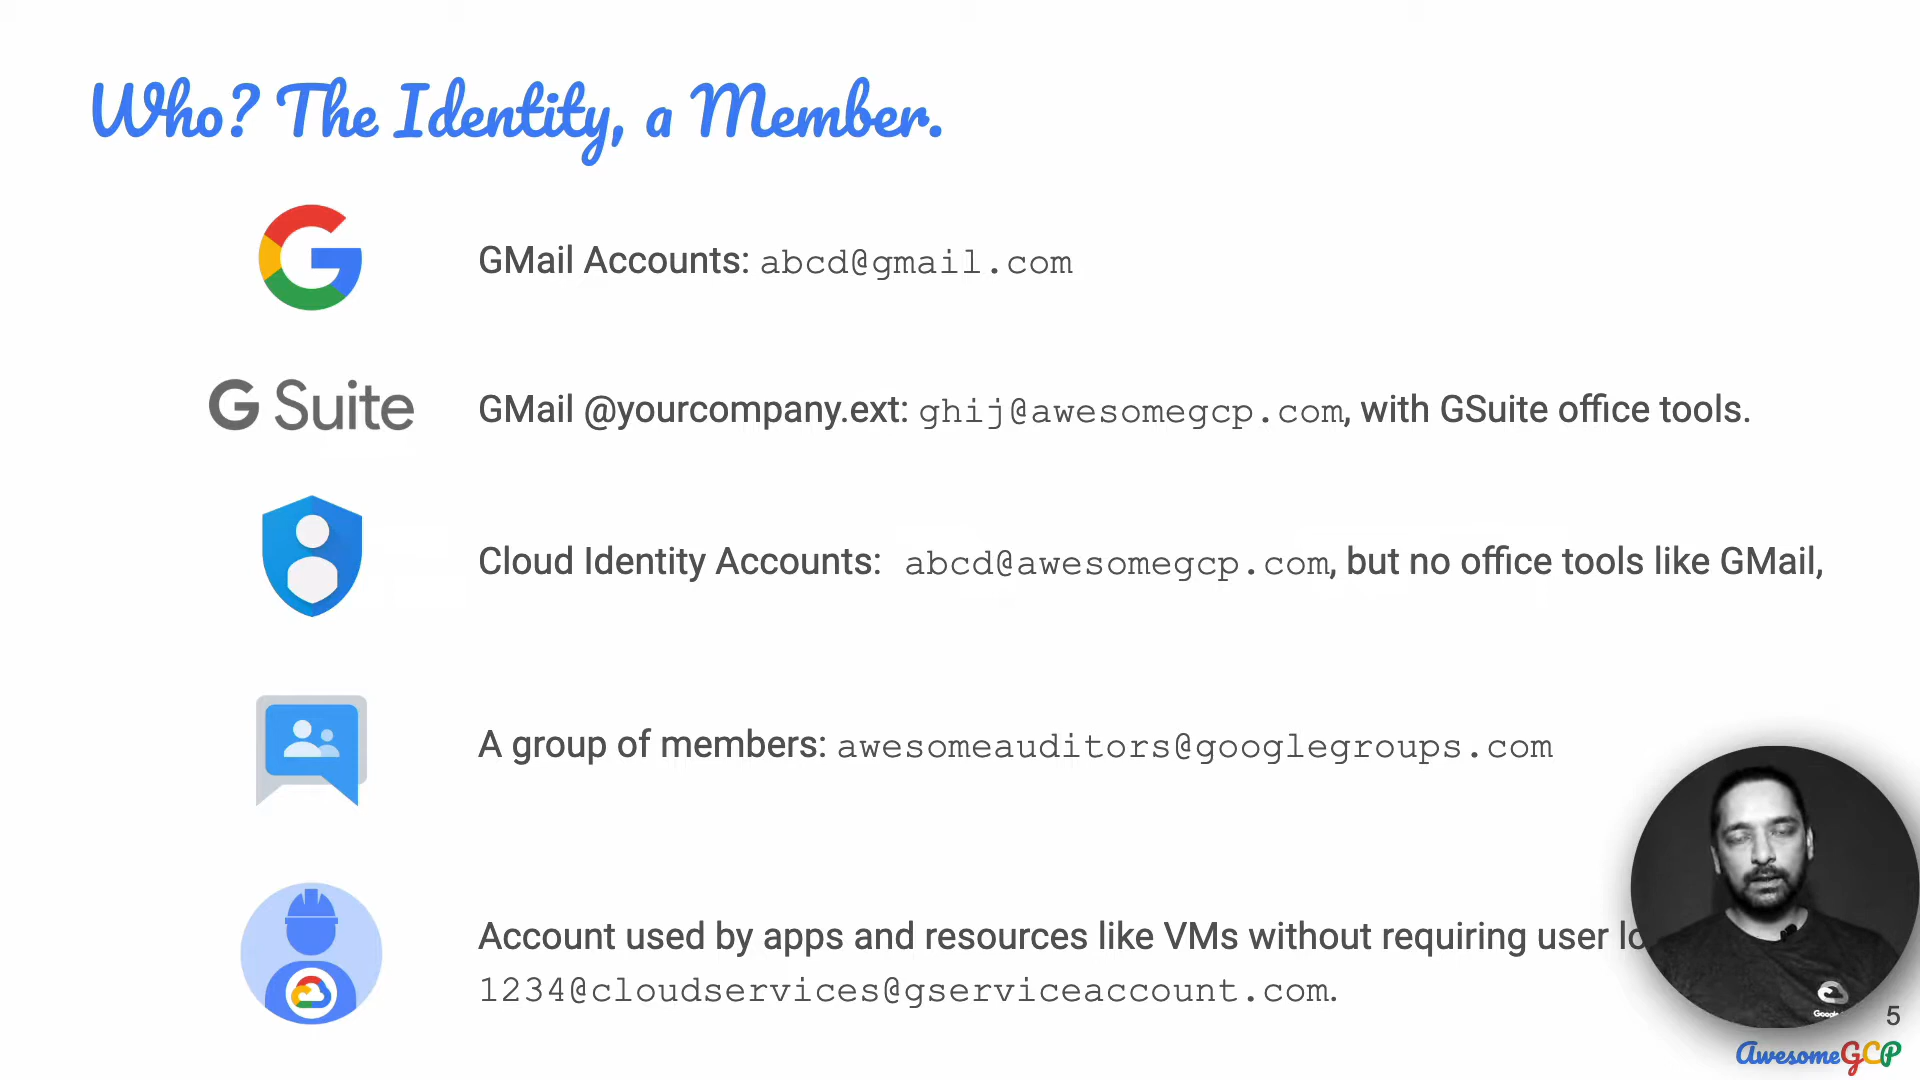 Who? The Identity, a Member.
GMail Accounts: abcd@gmail.com
G Suite
GMail @yourcompany.ext: ghij@awesomegcp.com, with GSuite office tools.
Cloud Identity Accounts: abcd@awesomegcp.com, but no office tools like GMail,
A group of members: awesomeauditors@googlegroups.com
Account used by apps and resources like VMs without requiring user
1234@cloudservices@gserviceaccount.com.
Google
5
AwesomeGCP